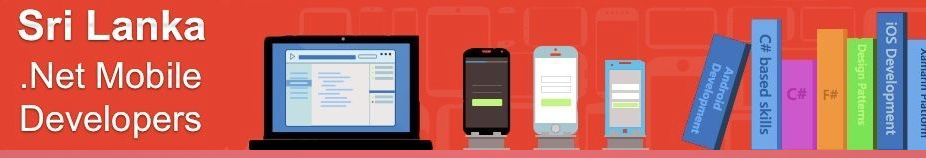 Sri Lanka
.Net Mobile
Developers
Android
Development
C# based skills
C#
F#
Design Patterns
iOS Development
Xamarin Platform